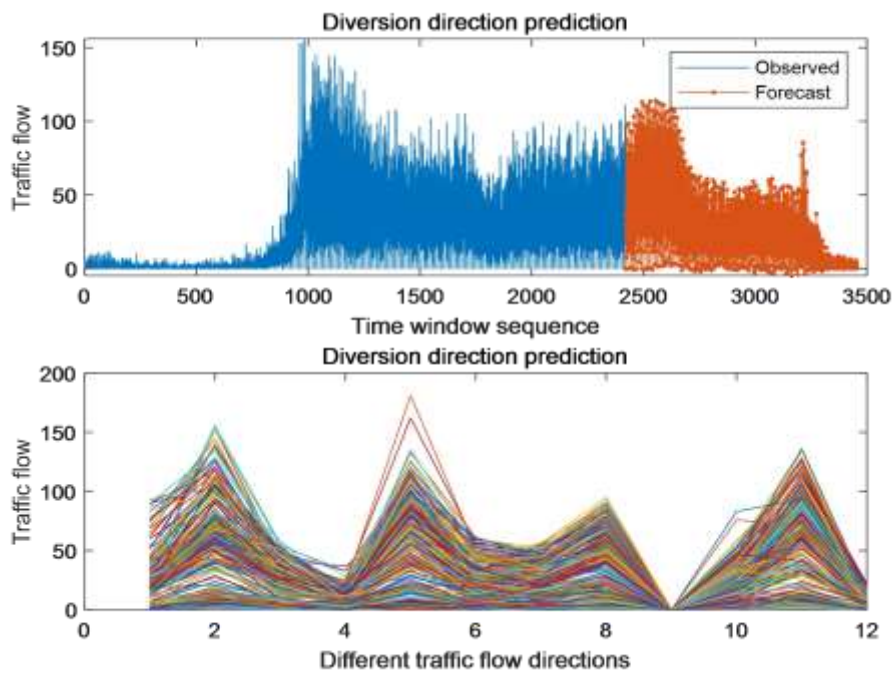 Diversion direction prediction
150
100
50
0
Traffic flow
Observed
Forecast
0 500 1000 1500 2000 2500 3000 3500
Time window sequence
Diversion direction prediction
200
150
100
50
0
Traffic flow
0 2 4 6 8 10 12
Different traffic flow directions